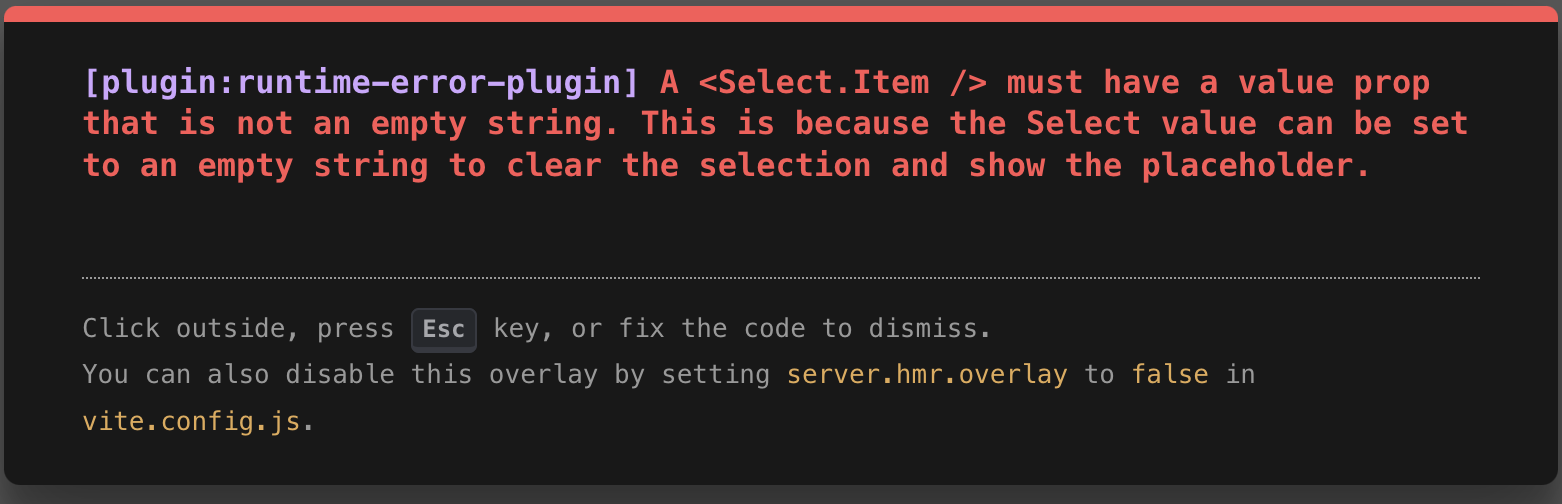 [plugin:runtime-error-plugin] A <Select.Item /> must have a value prop
that is not an empty string. This is because the Select value can be set
to an empty string to clear the selection and show the placeholder.
Click outside, press Esc key, or fix the code to dismiss.
You can also disable this overlay by setting server.hmr.overlay to false in
vite.config.js.